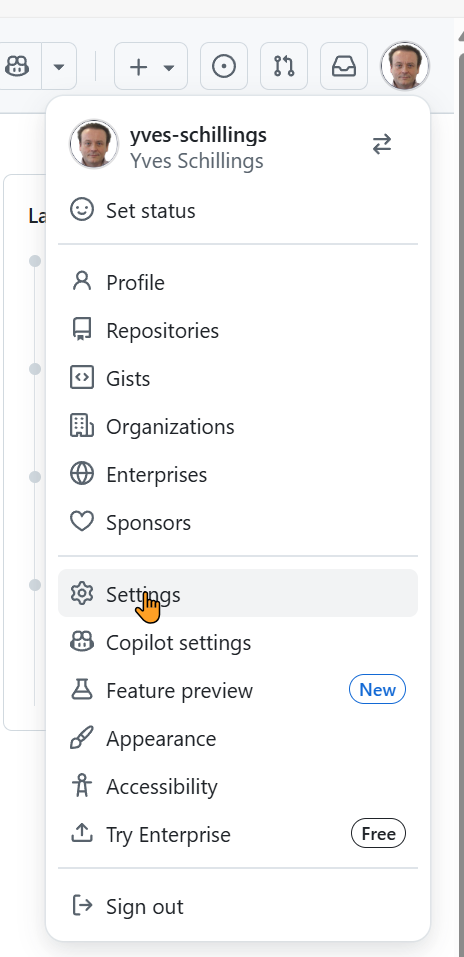 yves-schillings
Yves Schillings
Set status
La
Profile
Repositories
Gists
Organizations
Enterprises
Sponsors
Settings
Copilot settings
Feature preview New
Appearance
Accessibility
Try Enterprise Free
Sign out